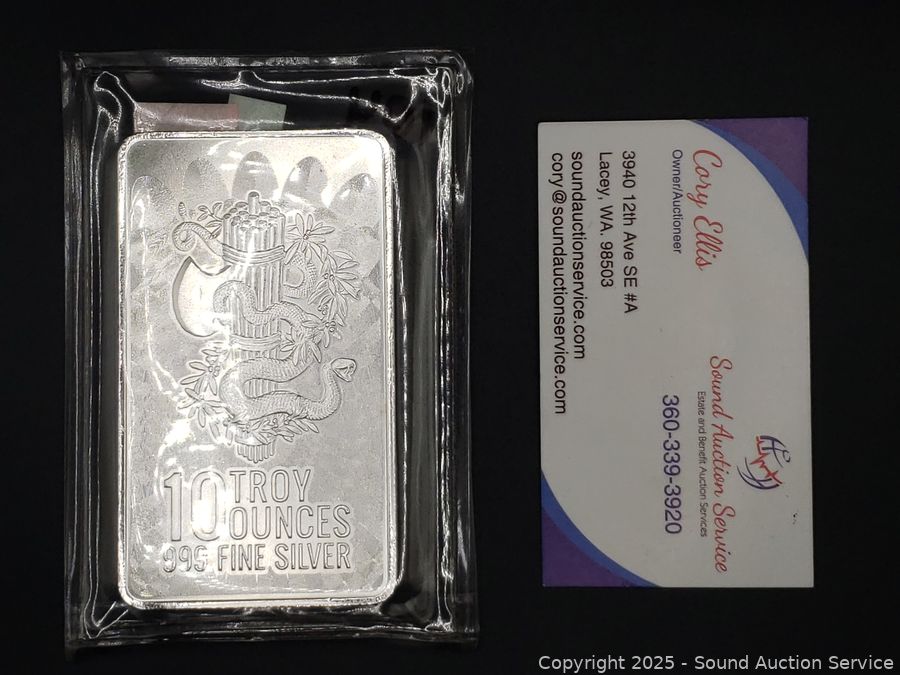 10 TROY
OUNCES
999 FINE SILVER
Cory Ellis
Owner/Auctioneer
3940 12th Ave SE #A
Lacey, WA. 98503
soundauctionservice.com
cory@soundauctionservice.com
Sound Auction Service
Estate and Benefit Auction Services
360-339-3920
Copyright 2025 - Sound Auction Service